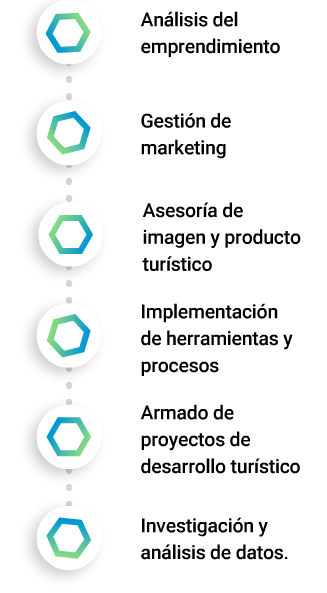 Análisis del
emprendimiento
Gestión de
marketing
Asesoría de
imagen y producto
turístico
Implementación
de herramientas y
procesos
Armado de
proyectos de
desarrollo turístico
Investigación y
análisis de datos.